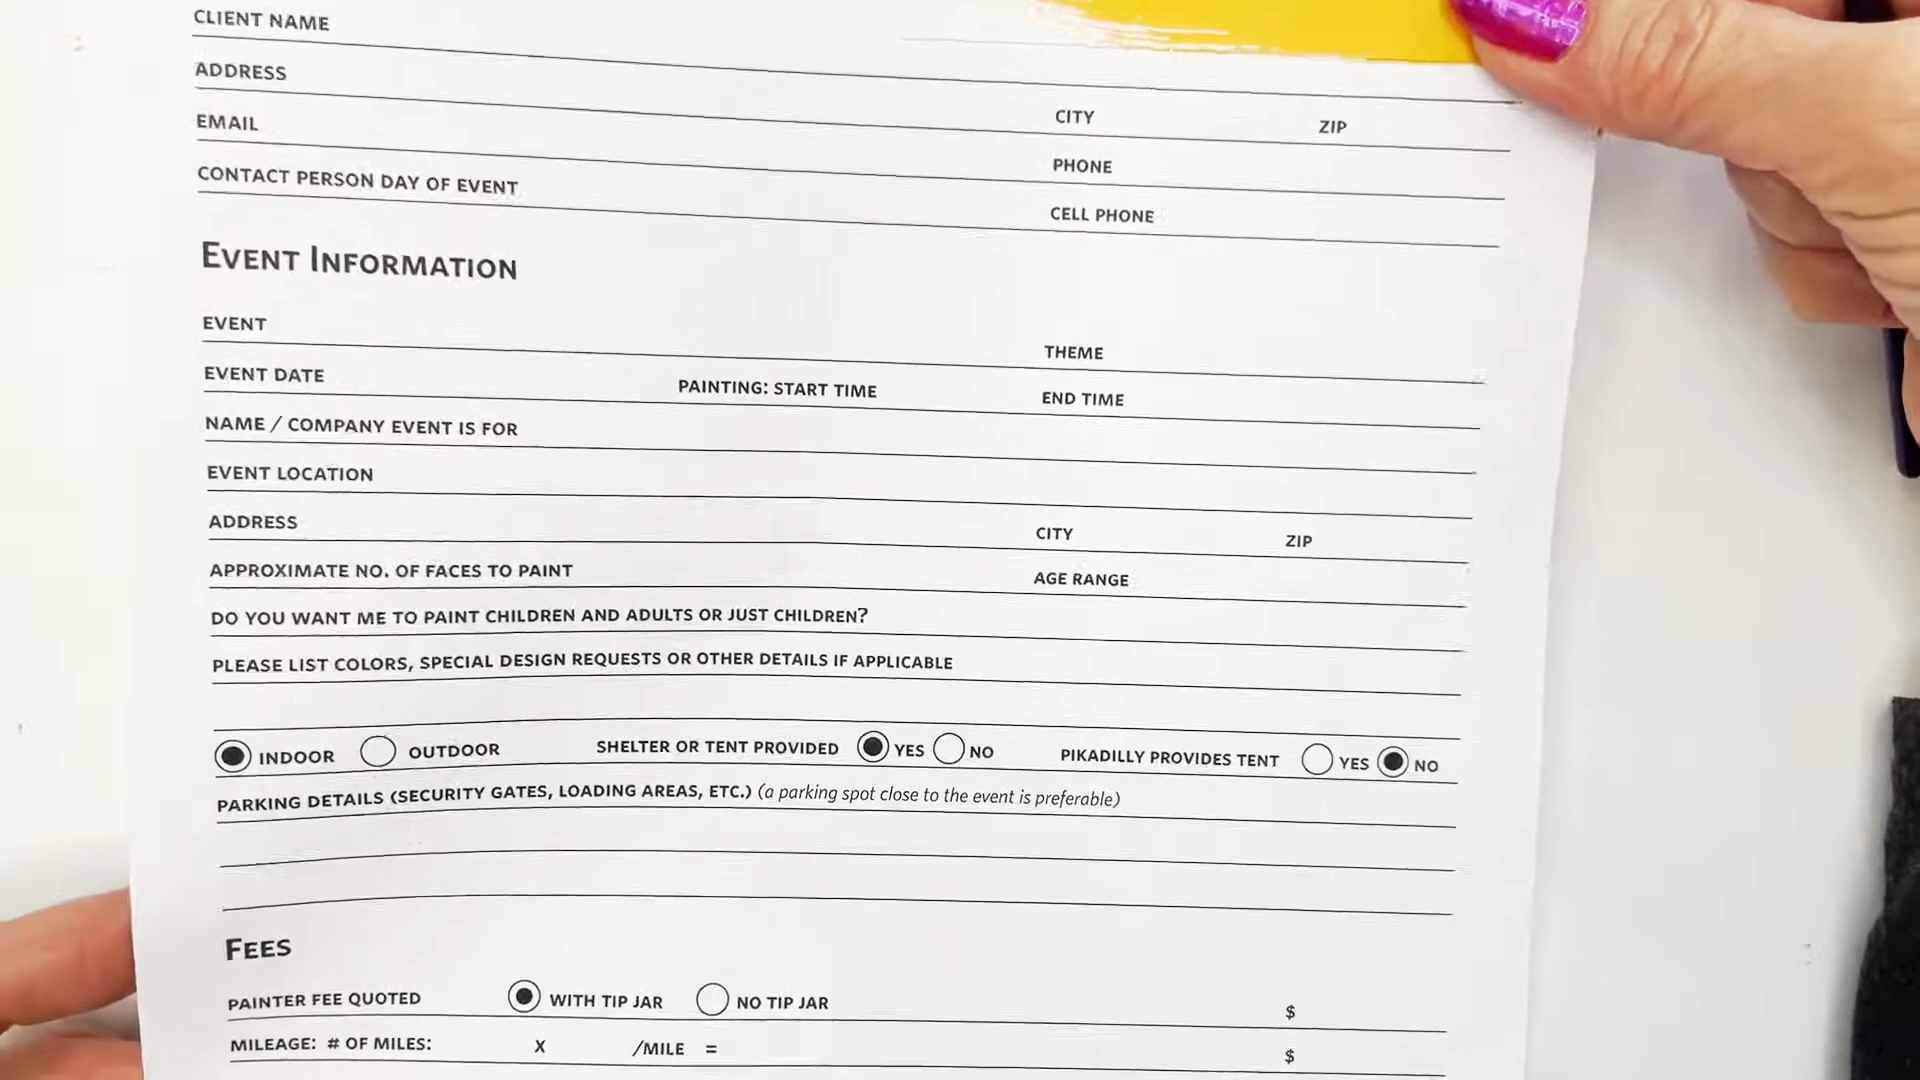 CLIENT NAME
ADDRESS CITY ZIP
EMAIL PHONE
CONTACT PERSON DAY OF EVENT CELL PHONE
EVENT INFORMATION
EVENT THEME
EVENT DATE PAINTING: START TIME END TIME
NAME / COMPANY EVENT IS FOR
EVENT LOCATION
ADDRESS CITY ZIP
APPROXIMATE NO. OF FACES TO PAINT AGE RANGE
DO YOU WANT ME TO PAINT CHILDREN AND ADULTS OR JUST CHILDREN?
PLEASE LIST COLORS, SPECIAL DESIGN REQUESTS OR OTHER DETAILS IF APPLICABLE
INDOOR OUTDOOR SHELTER OR TENT PROVIDED YES NO PIKADILLY PROVIDES TENT YES NO
PARKING DETAILS (SECURITY GATES, LOADING AREAS, ETC.) (a parking spot close to the event is preferable)
FEES
PAINTER FEE QUOTED WITH TIP JAR NO TIP JAR $
MILEAGE: # OF MILES: X /MILE = $